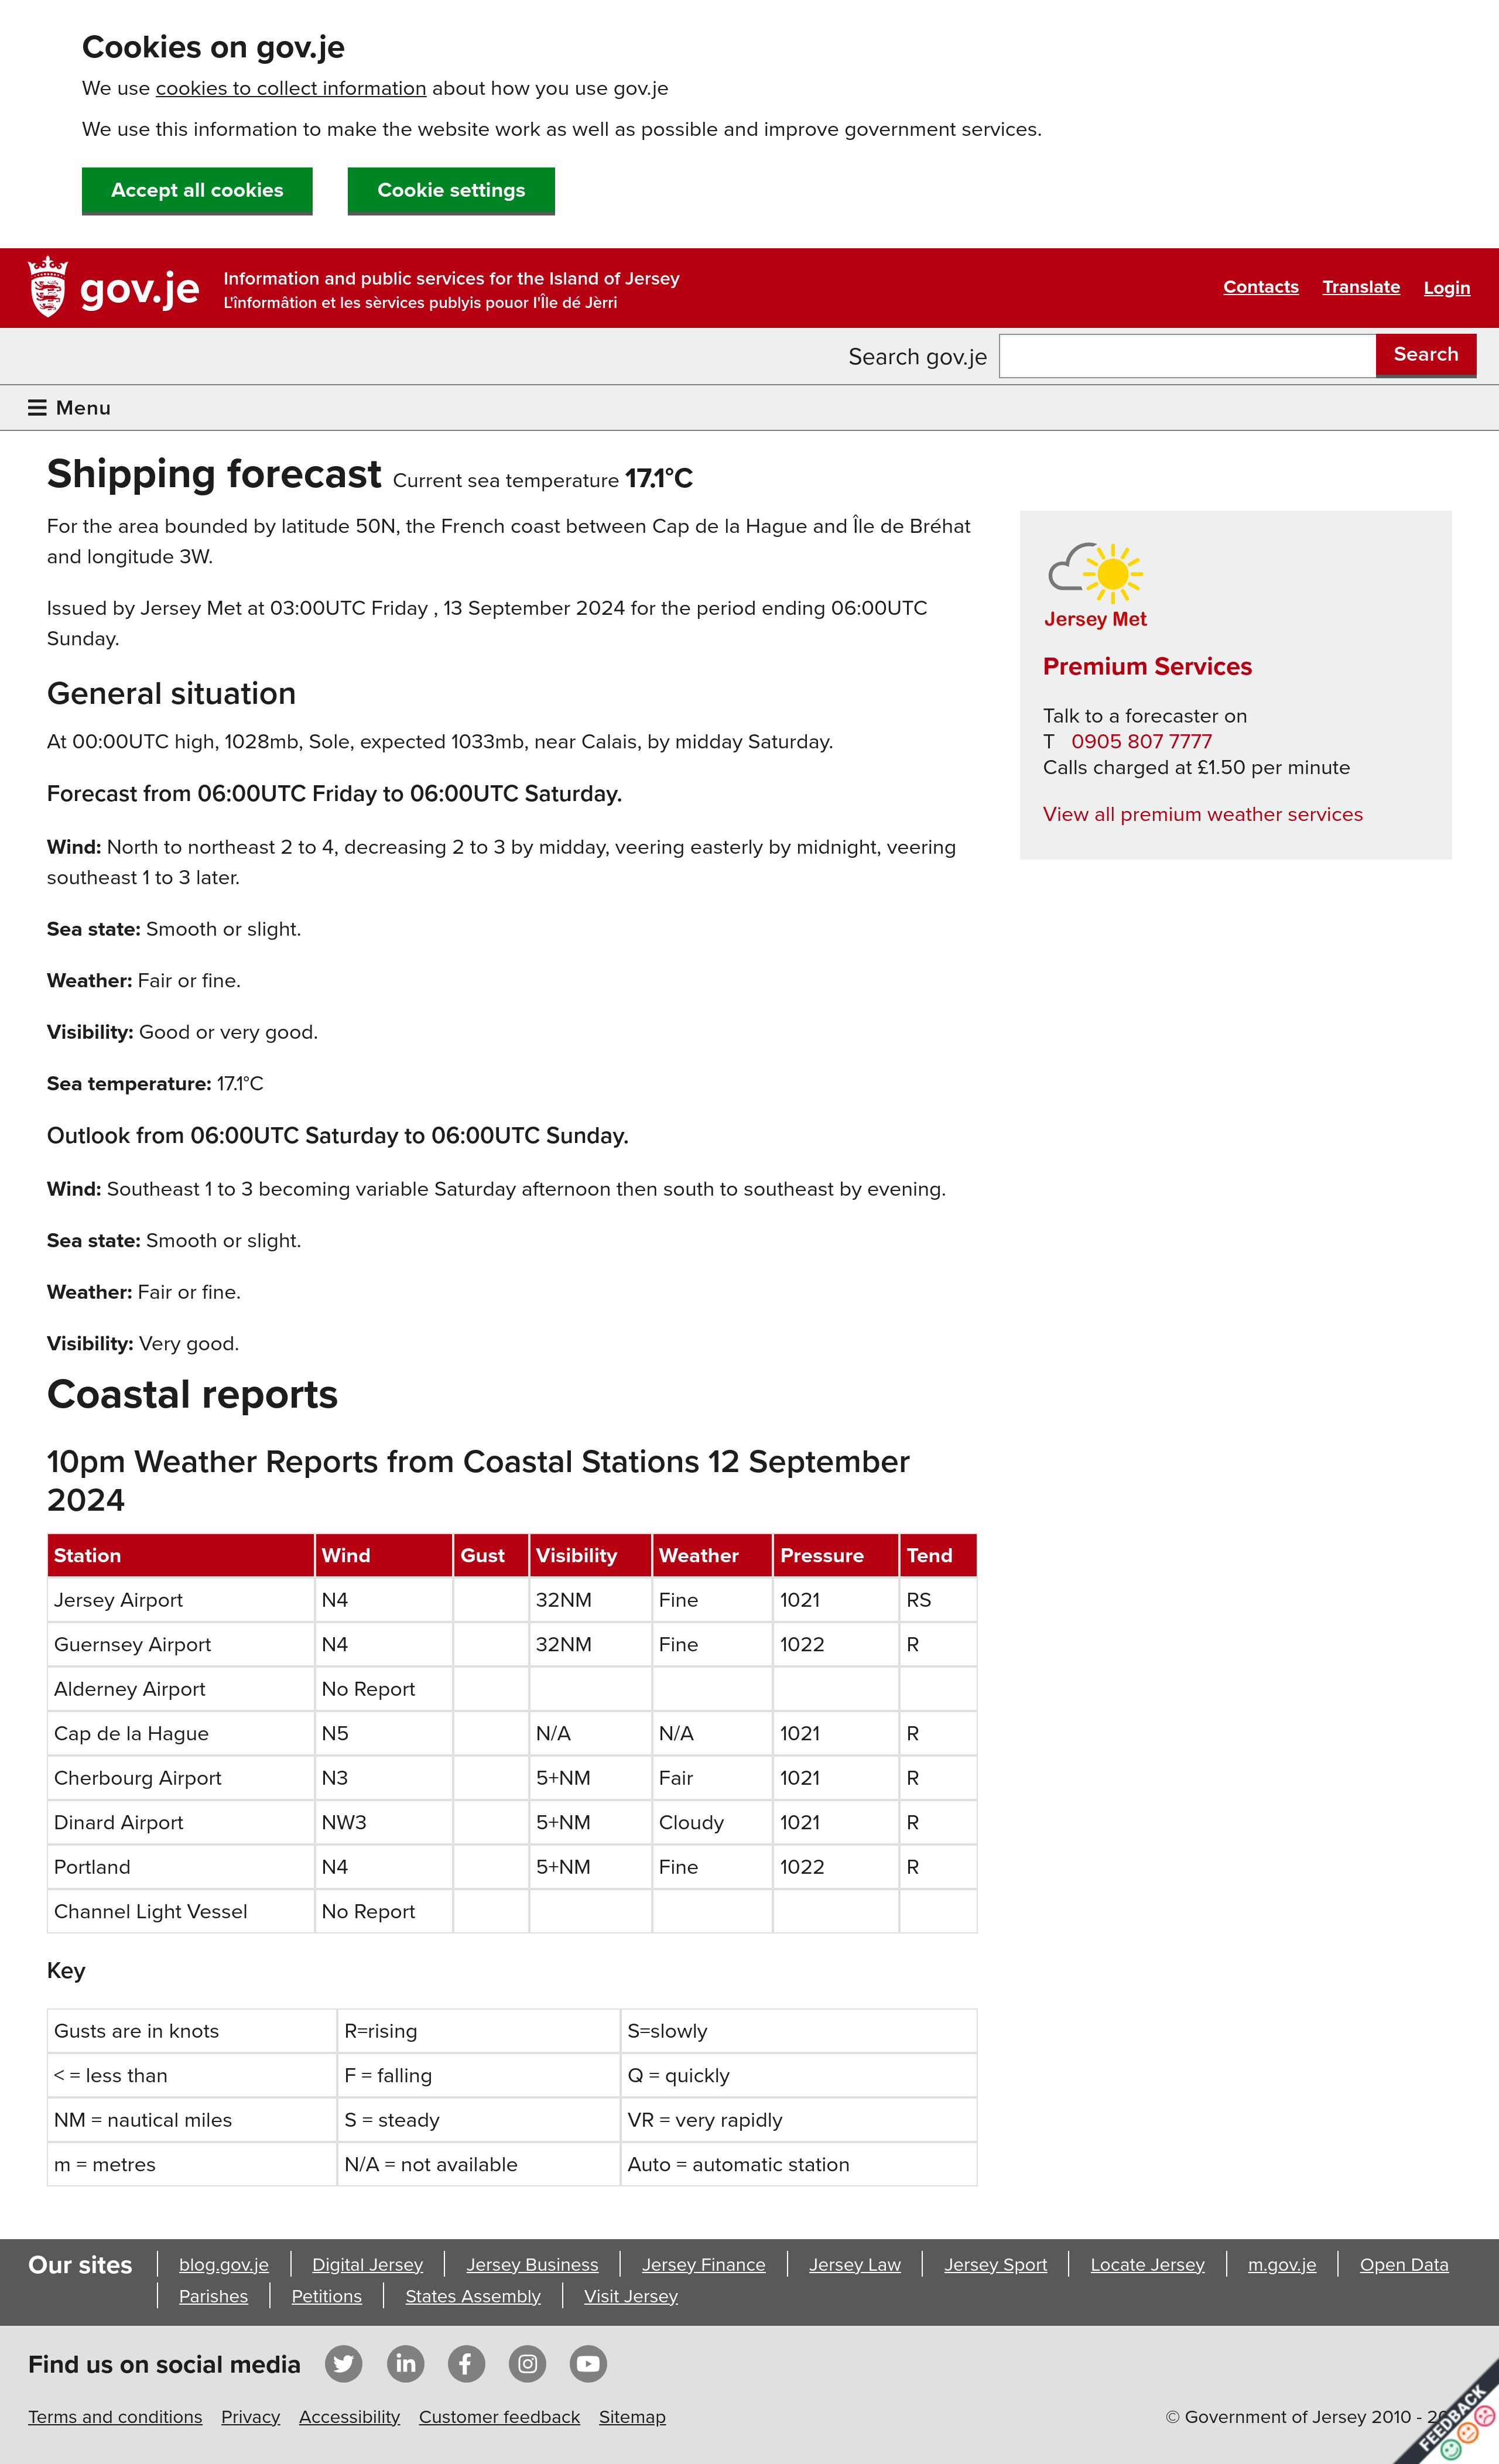 Cookies on gov.je
We use cookies to collect information about how you use gov.je
We use this information to make the website work as well as possible and improve government services.
Accept all cookies Cookie settings
gov.je
Information and public services for the Island of Jersey
L'înformâtion et les sèrvices publyis pouor l'Île dé Jèrri
Contacts Translate Login
Search gov.je Search
Menu
Shipping forecast Current sea temperature 17.1°C
For the area bounded by latitude 50N, the French coast between Cap de la Hague and Île de Bréhat
and longitude 3W.
Issued by Jersey Met at 03:00UTC Friday , 13 September 2024 for the period ending 06:00UTC
Sunday.
General situation
At 00:00UTC high, 1028mb, Sole, expected 1033mb, near Calais, by midday Saturday.
Forecast from 06:00UTC Friday to 06:00UTC Saturday.
Wind: North to northeast 2 to 4, decreasing 2 to 3 by midday, veering easterly by midnight, veering
southeast 1 to 3 later.
Sea state: Smooth or slight.
Weather: Fair or fine.
Visibility: Good or very good.
Sea temperature: 17.1°C
Outlook from 06:00UTC Saturday to 06:00UTC Sunday.
Wind: Southeast 1 to 3 becoming variable Saturday afternoon then south to southeast by evening.
Sea state: Smooth or slight.
Weather: Fair or fine.
Visibility: Very good.
Jersey Met
Premium Services
Talk to a forecaster on
T 0905 807 7777
Calls charged at £1.50 per minute
View all premium weather services
Coastal reports
10pm Weather Reports from Coastal Stations 12 September
2024
Station Wind Gust Visibility Weather Pressure Tend
Jersey Airport N4 32NM Fine 1021 RS
Guernsey Airport N4 32NM Fine 1022 R
Alderney Airport No Report
Cap de la Hague N5 N/A N/A 1021 R
Cherbourg Airport N3 5+NM Fair 1021 R
Dinard Airport NW3 5+NM Cloudy 1021 R
Portland N4 5+NM Fine 1022 R
Channel Light Vessel No Report
Key
Gusts are in knots R=rising S=slowly
< = less than F = falling Q = quickly
NM = nautical miles S = steady VR = very rapidly
m = metres N/A = not available Auto = automatic station
Our sites blog.gov.je Digital Jersey Jersey Business Jersey Finance Jersey Law Jersey Sport Locate Jersey m.gov.je Open Data
Parishes Petitions States Assembly Visit Jersey
Find us on social media
Terms and conditions Privacy Accessibility Customer feedback Sitemap
© Government of Jersey 2010 -
FEEDBACK